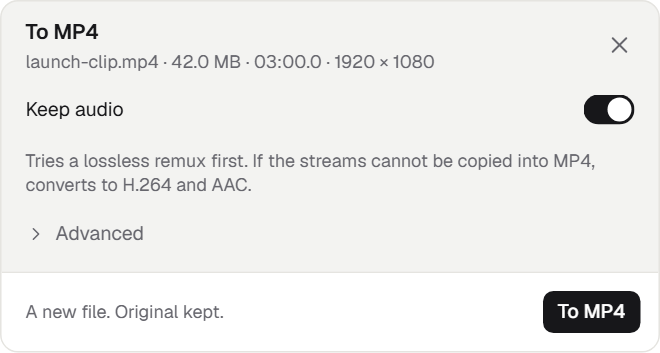 To MP4
launch-clip.mp4 · 42.0 MB · 03:00.0 · 1920 × 1080
Keep audio
Tries a lossless remux first. If the streams cannot be copied into MP4,
converts to H.264 and AAC.
Advanced
A new file. Original kept.
To MP4